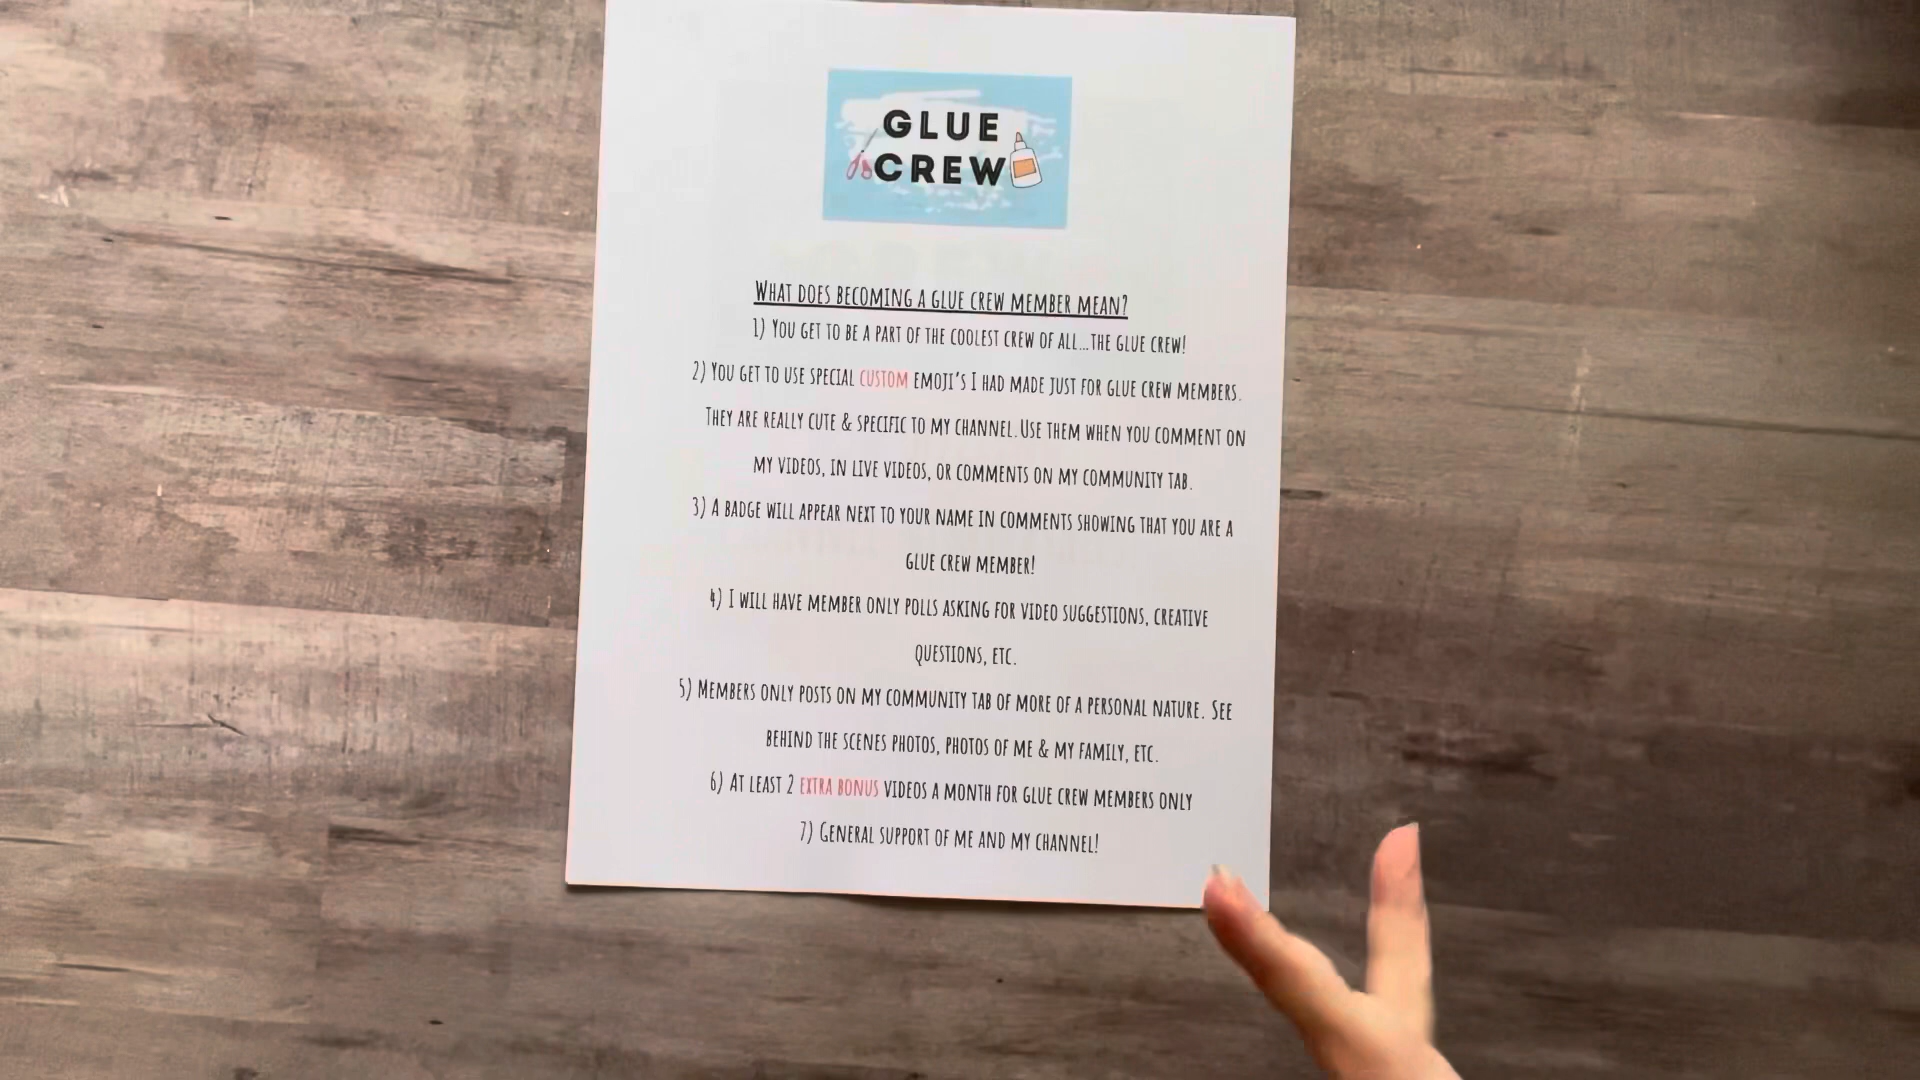 GLUE
CREW
WHAT DOES BECOMING A GLUE CREW MEMBER MEAN?
1) YOU GET TO BE A PART OF THE COOLEST CREW OF ALL...THE GLUE CREW!
2) YOU GET TO USE SPECIAL CUSTOM EMOJI'S I HAD MADE JUST FOR GLUE CREW MEMBERS.
THEY ARE REALLY CUTE & SPECIFIC TO MY CHANNEL. USE THEM WHEN YOU COMMENT ON
MY VIDEOS, IN LIVE VIDEOS, OR COMMENTS ON MY COMMUNITY TAB.
3) A BADGE WILL APPEAR NEXT TO YOUR NAME IN COMMENTS SHOWING THAT YOU ARE A
GLUE CREW MEMBER!
4) I WILL HAVE MEMBER ONLY POLLS ASKING FOR VIDEO SUGGESTIONS, CREATIVE
QUESTIONS, ETC.
5) MEMBERS ONLY POSTS ON MY COMMUNITY TAB OF MORE OF A PERSONAL NATURE. SEE
BEHIND THE SCENES PHOTOS, PHOTOS OF ME & MY FAMILY, ETC.
6) AT LEAST 2 EXTRA BONUS VIDEOS A MONTH FOR GLUE CREW MEMBERS ONLY
7) GENERAL SUPPORT OF ME AND MY CHANNEL!